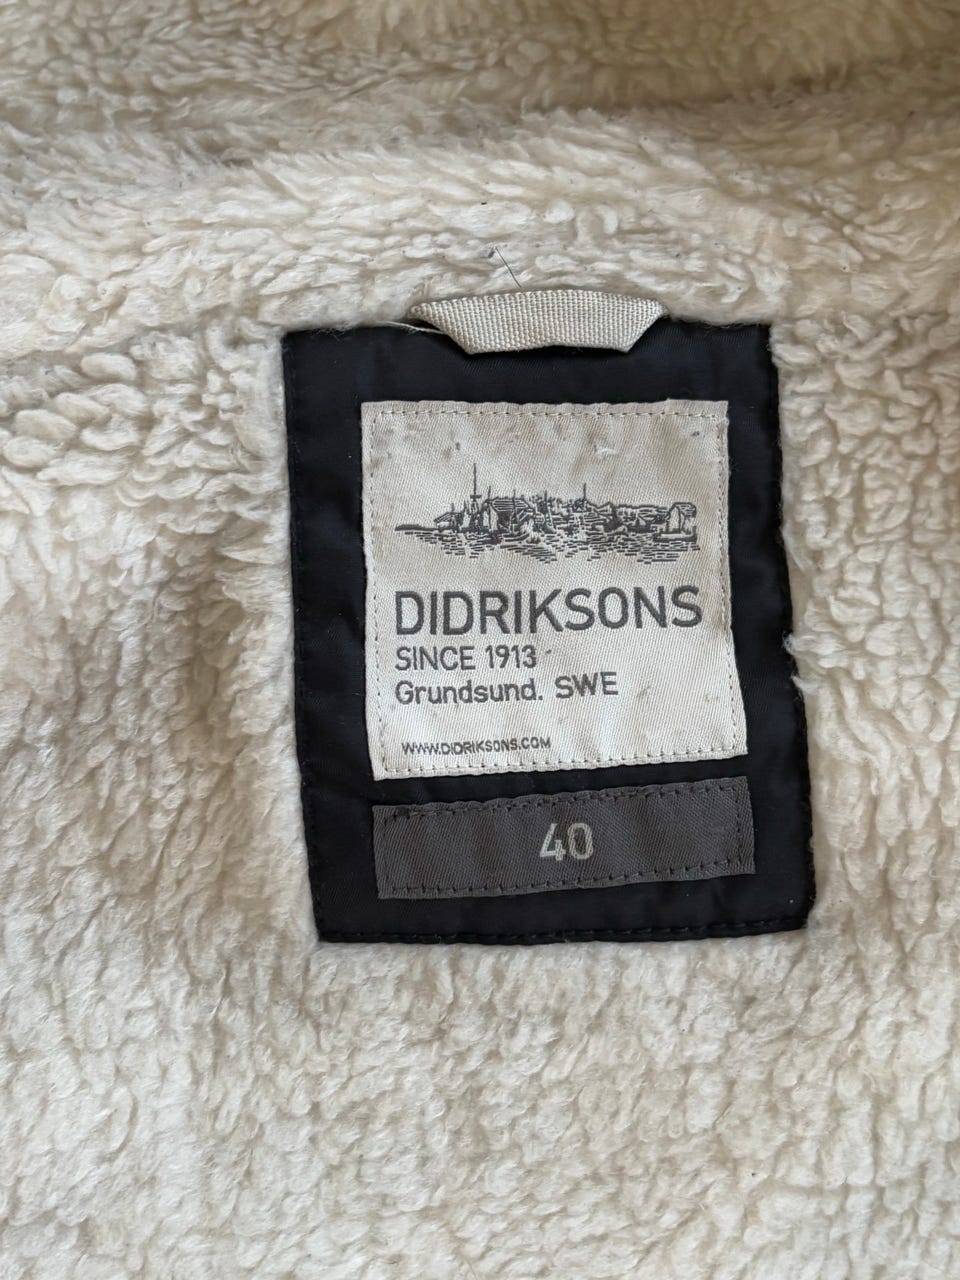 DIDRIKSONS
SINCE 1913
Grundsund. SWE
WWW.DIDRIKSONS.COM
40